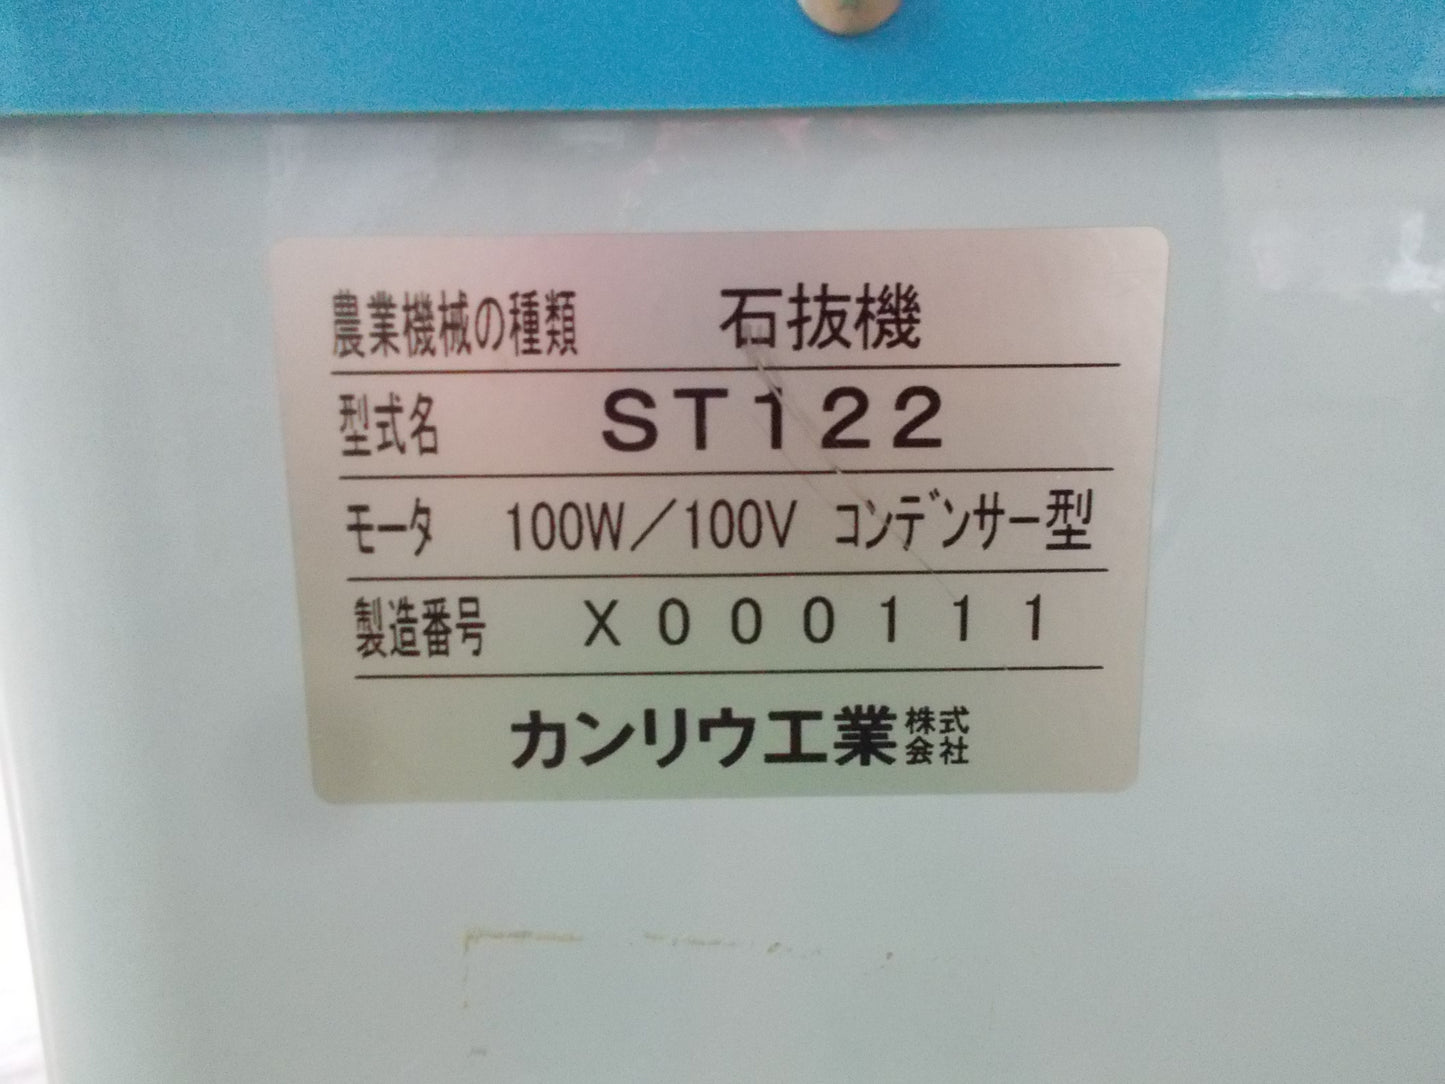 農業機械の種類 石抜機
型式名 ST122
モータ 100W／100V コンデンサー型
製造番号 X000111
カンリウ工業株式会社